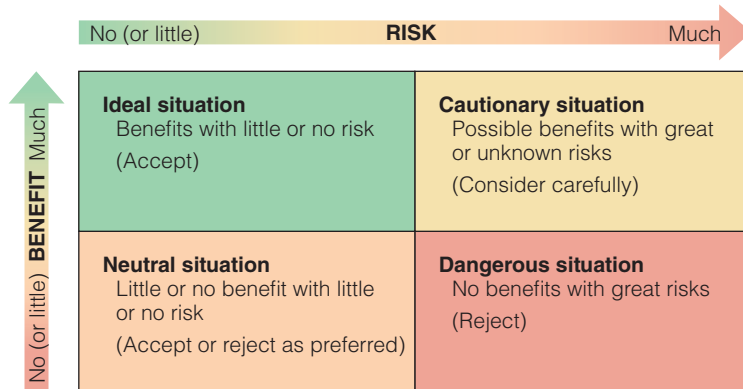 No (or little) RISK Much
No (or little) BENEFIT Much
Ideal situation
Benefits with little or no risk
(Accept)
Cautionary situation
Possible benefits with great
or unknown risks
(Consider carefully)
Neutral situation
Little or no benefit with little
or no risk
(Accept or reject as preferred)
Dangerous situation
No benefits with great risks
(Reject)